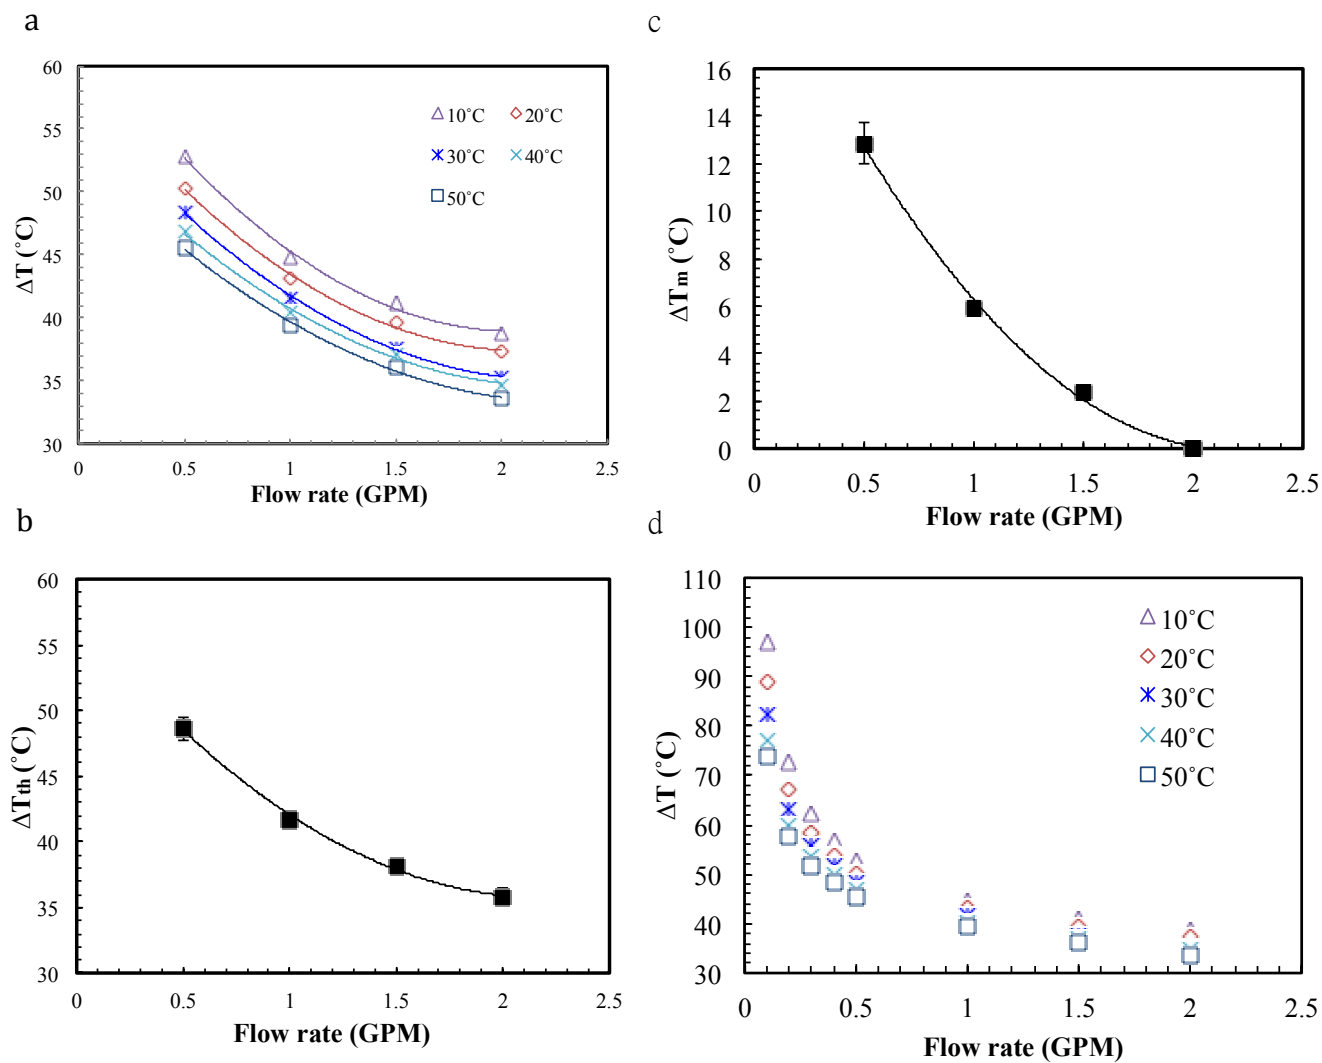 a
60
55
50
45
40
35
30
ΔT (˚C)
10˚C 20˚C
30˚C 40˚C
50˚C
0 0.5 1 1.5 2 2.5
Flow rate (GPM)
b
60
55
50
45
40
35
30
ΔTth (˚C)
0 0.5 1 1.5 2 2.5
Flow rate (GPM)
c
16
14
12
10
8
6
4
2
0
ΔTm (˚C)
0 0.5 1 1.5 2 2.5
Flow rate (GPM)
d
110
100
90
80
70
60
50
40
30
ΔT (˚C)
10˚C
20˚C
30˚C
40˚C
50˚C
0 0.5 1 1.5 2 2.5
Flow rate (GPM)